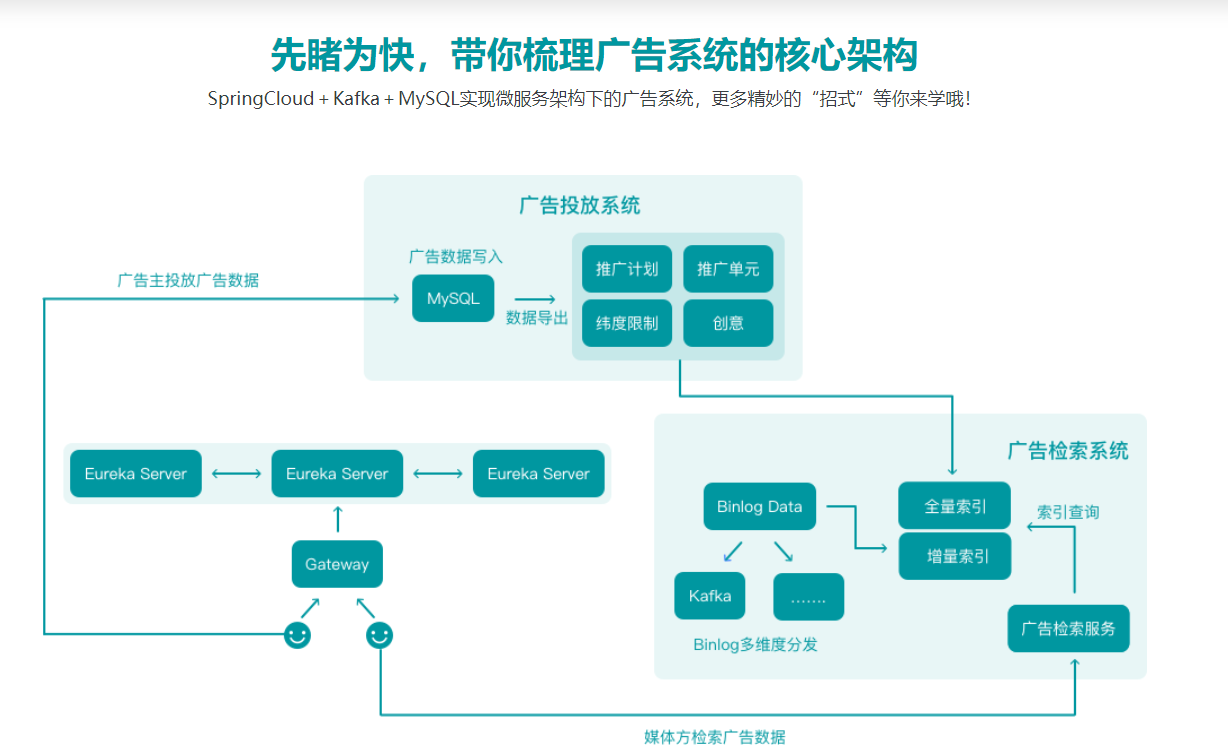 先睹为快，带你梳理广告系统的核心架构
SpringCloud + Kafka + MySQL实现微服务架构下的广告系统，更多精妙的“招式”等你来学哦！
广告投放系统
广告数据写入
MySQL
数据导出
推广计划
推广单元
纬度限制
创意
广告主投放广告数据
Eureka Server
Eureka Server
Eureka Server
Gateway
广告检索系统
Binlog Data
全量索引
增量索引
索引查询
Kafka
.......
Binlog多维度分发
广告检索服务
媒体方检索广告数据